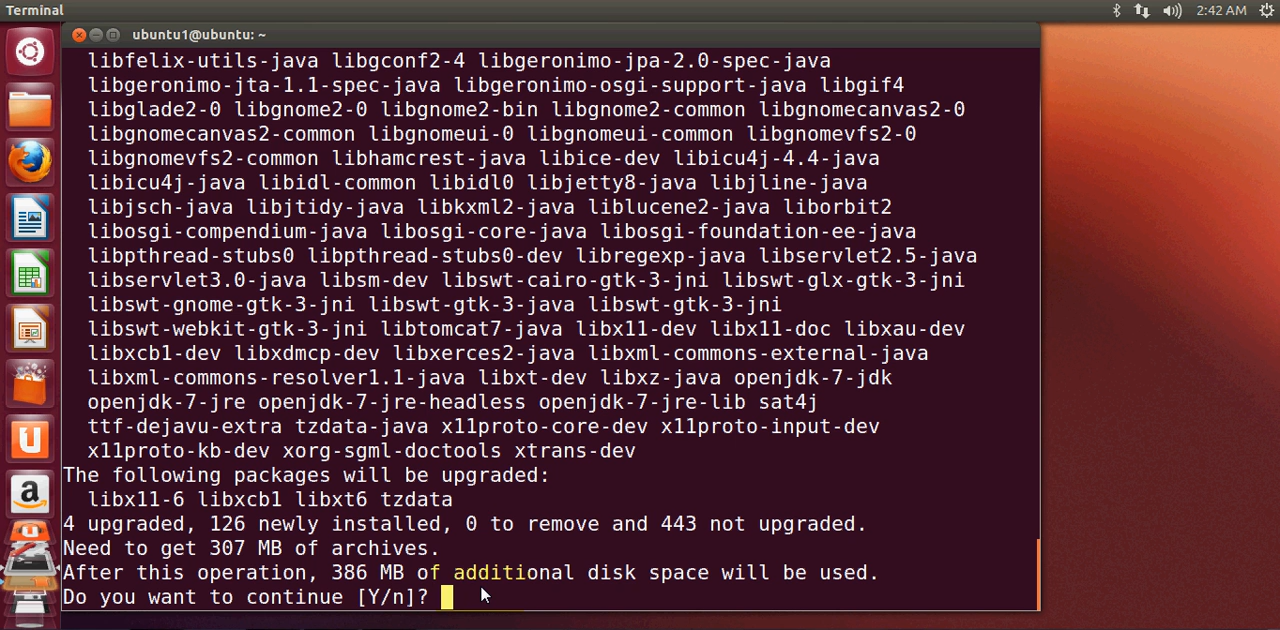 Terminal
2:42 AM
ubuntu1@ubuntu: ~
libfelix-utils-java libgconf2-4 libgeronimo-jpa-2.0-spec-java
libgeronimo-jta-1.1-spec-java libgeronimo-osgi-support-java libgif4
libglade2-0 libgnome2-0 libgnome2-bin libgnome2-common libgnomecanvas2-0
libgnomecanvas2-common libgnomeui-0 libgnomeui-common libgnomevfs2-0
libgnomevfs2-common libhamcrest-java libice-dev libicu4j-4.4-java
libicu4j-java libidl-common libidl0 libjetty8-java libjline-java
libjsch-java libjtidy-java libkxml2-java liblucene2-java liborbit2
libosgi-compendium-java libosgi-core-java libosgi-foundation-ee-java
libpthread-stubs0 libpthread-stubs0-dev libregexp-java libservlet2.5-java
libservlet3.0-java libsm-dev libswt-cairo-gtk-3-jni libswt-glx-gtk-3-jni
libswt-gnome-gtk-3-jni libswt-gtk-3-java libswt-gtk-3-jni
libswt-webkit-gtk-3-jni libtomcat7-java libx11-dev libx11-doc libxau-dev
libxcb1-dev libxdmcp-dev libxerces2-java libxml-commons-external-java
libxml-commons-resolver1.1-java libxt-dev libxz-java openjdk-7-jdk
openjdk-7-jre openjdk-7-jre-headless openjdk-7-jre-lib sat4j
ttf-dejavu-extra tzdata-java x11proto-core-dev x11proto-input-dev
x11proto-kb-dev xorg-sgml-doctools xtrans-dev
The following packages will be upgraded:
libx11-6 libxcb1 libxt6 tzdata
4 upgraded, 126 newly installed, 0 to remove and 443 not upgraded.
Need to get 307 MB of archives.
After this operation, 386 MB of additional disk space will be used.
Do you want to continue [Y/n]?